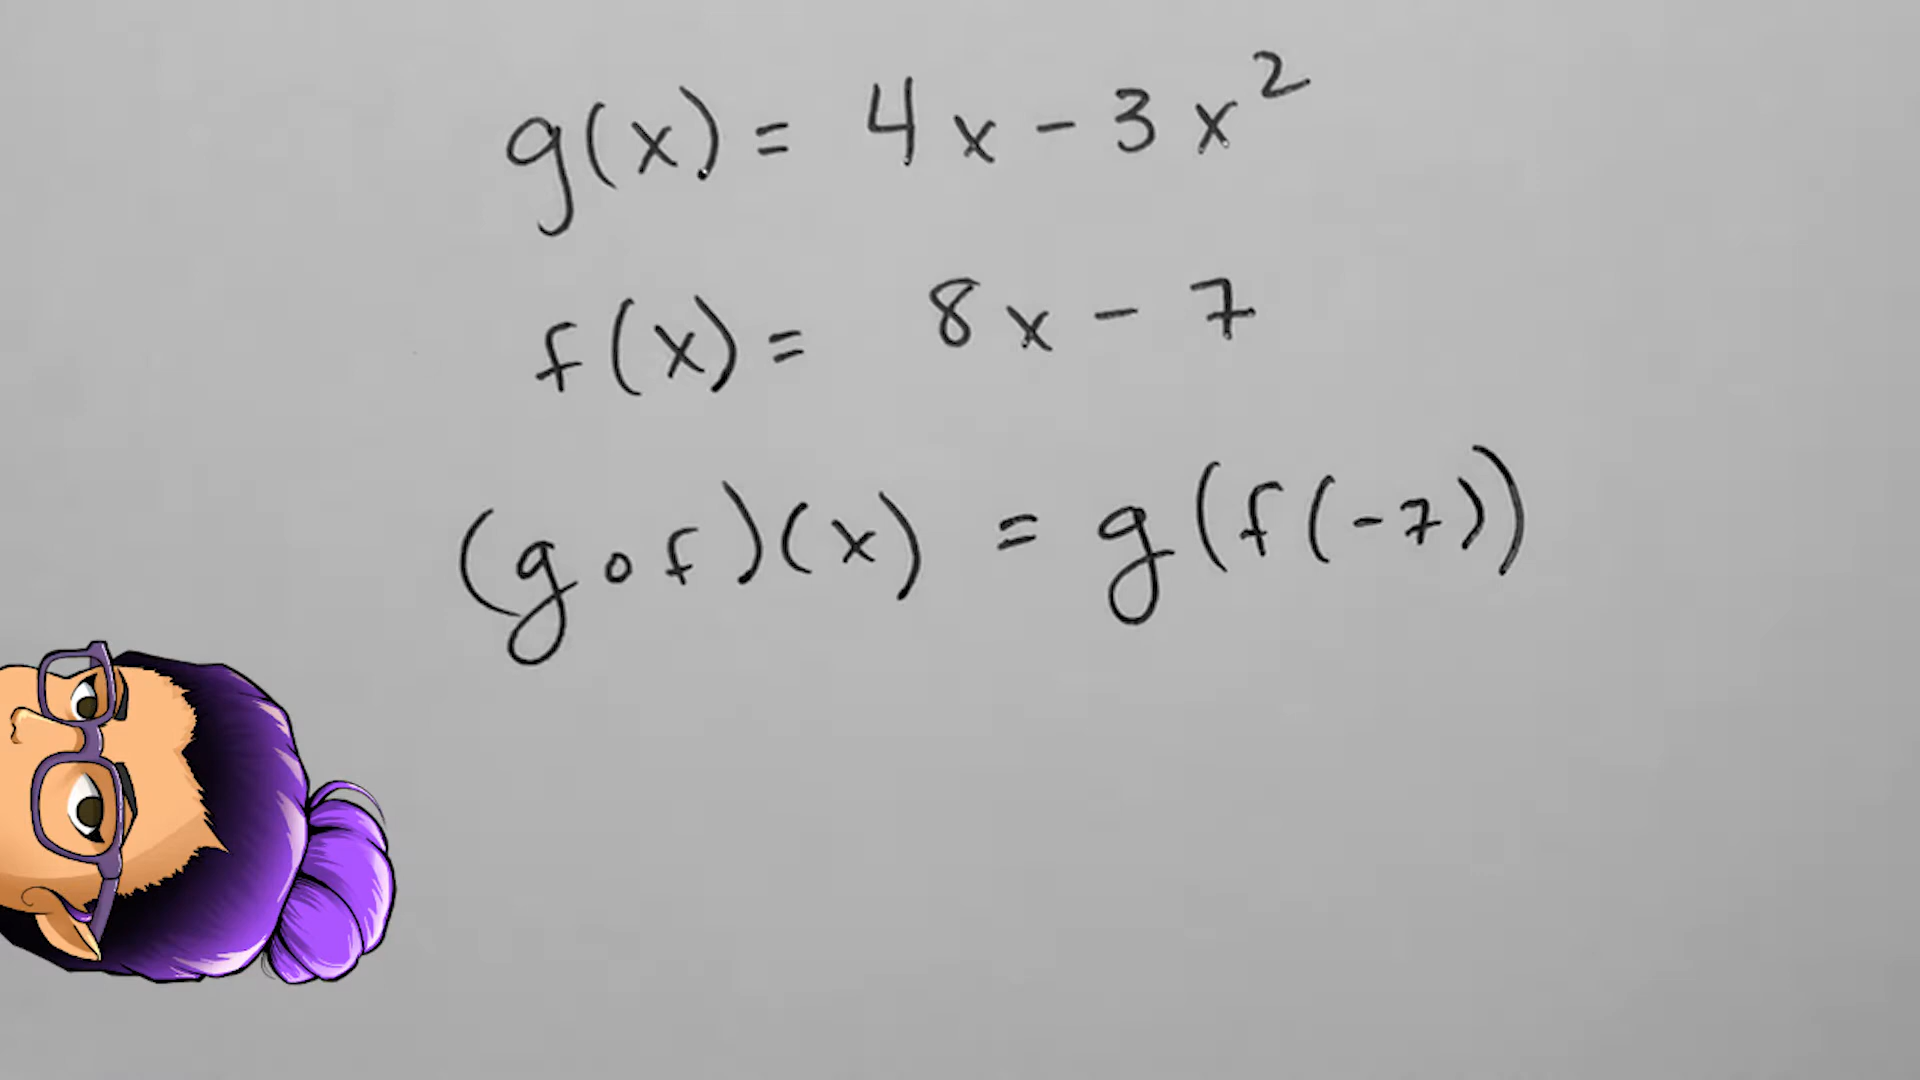 g(x) = 4x - 3x²
f(x) = 8x - 7
(g∘f)(x) = g(f(-7))